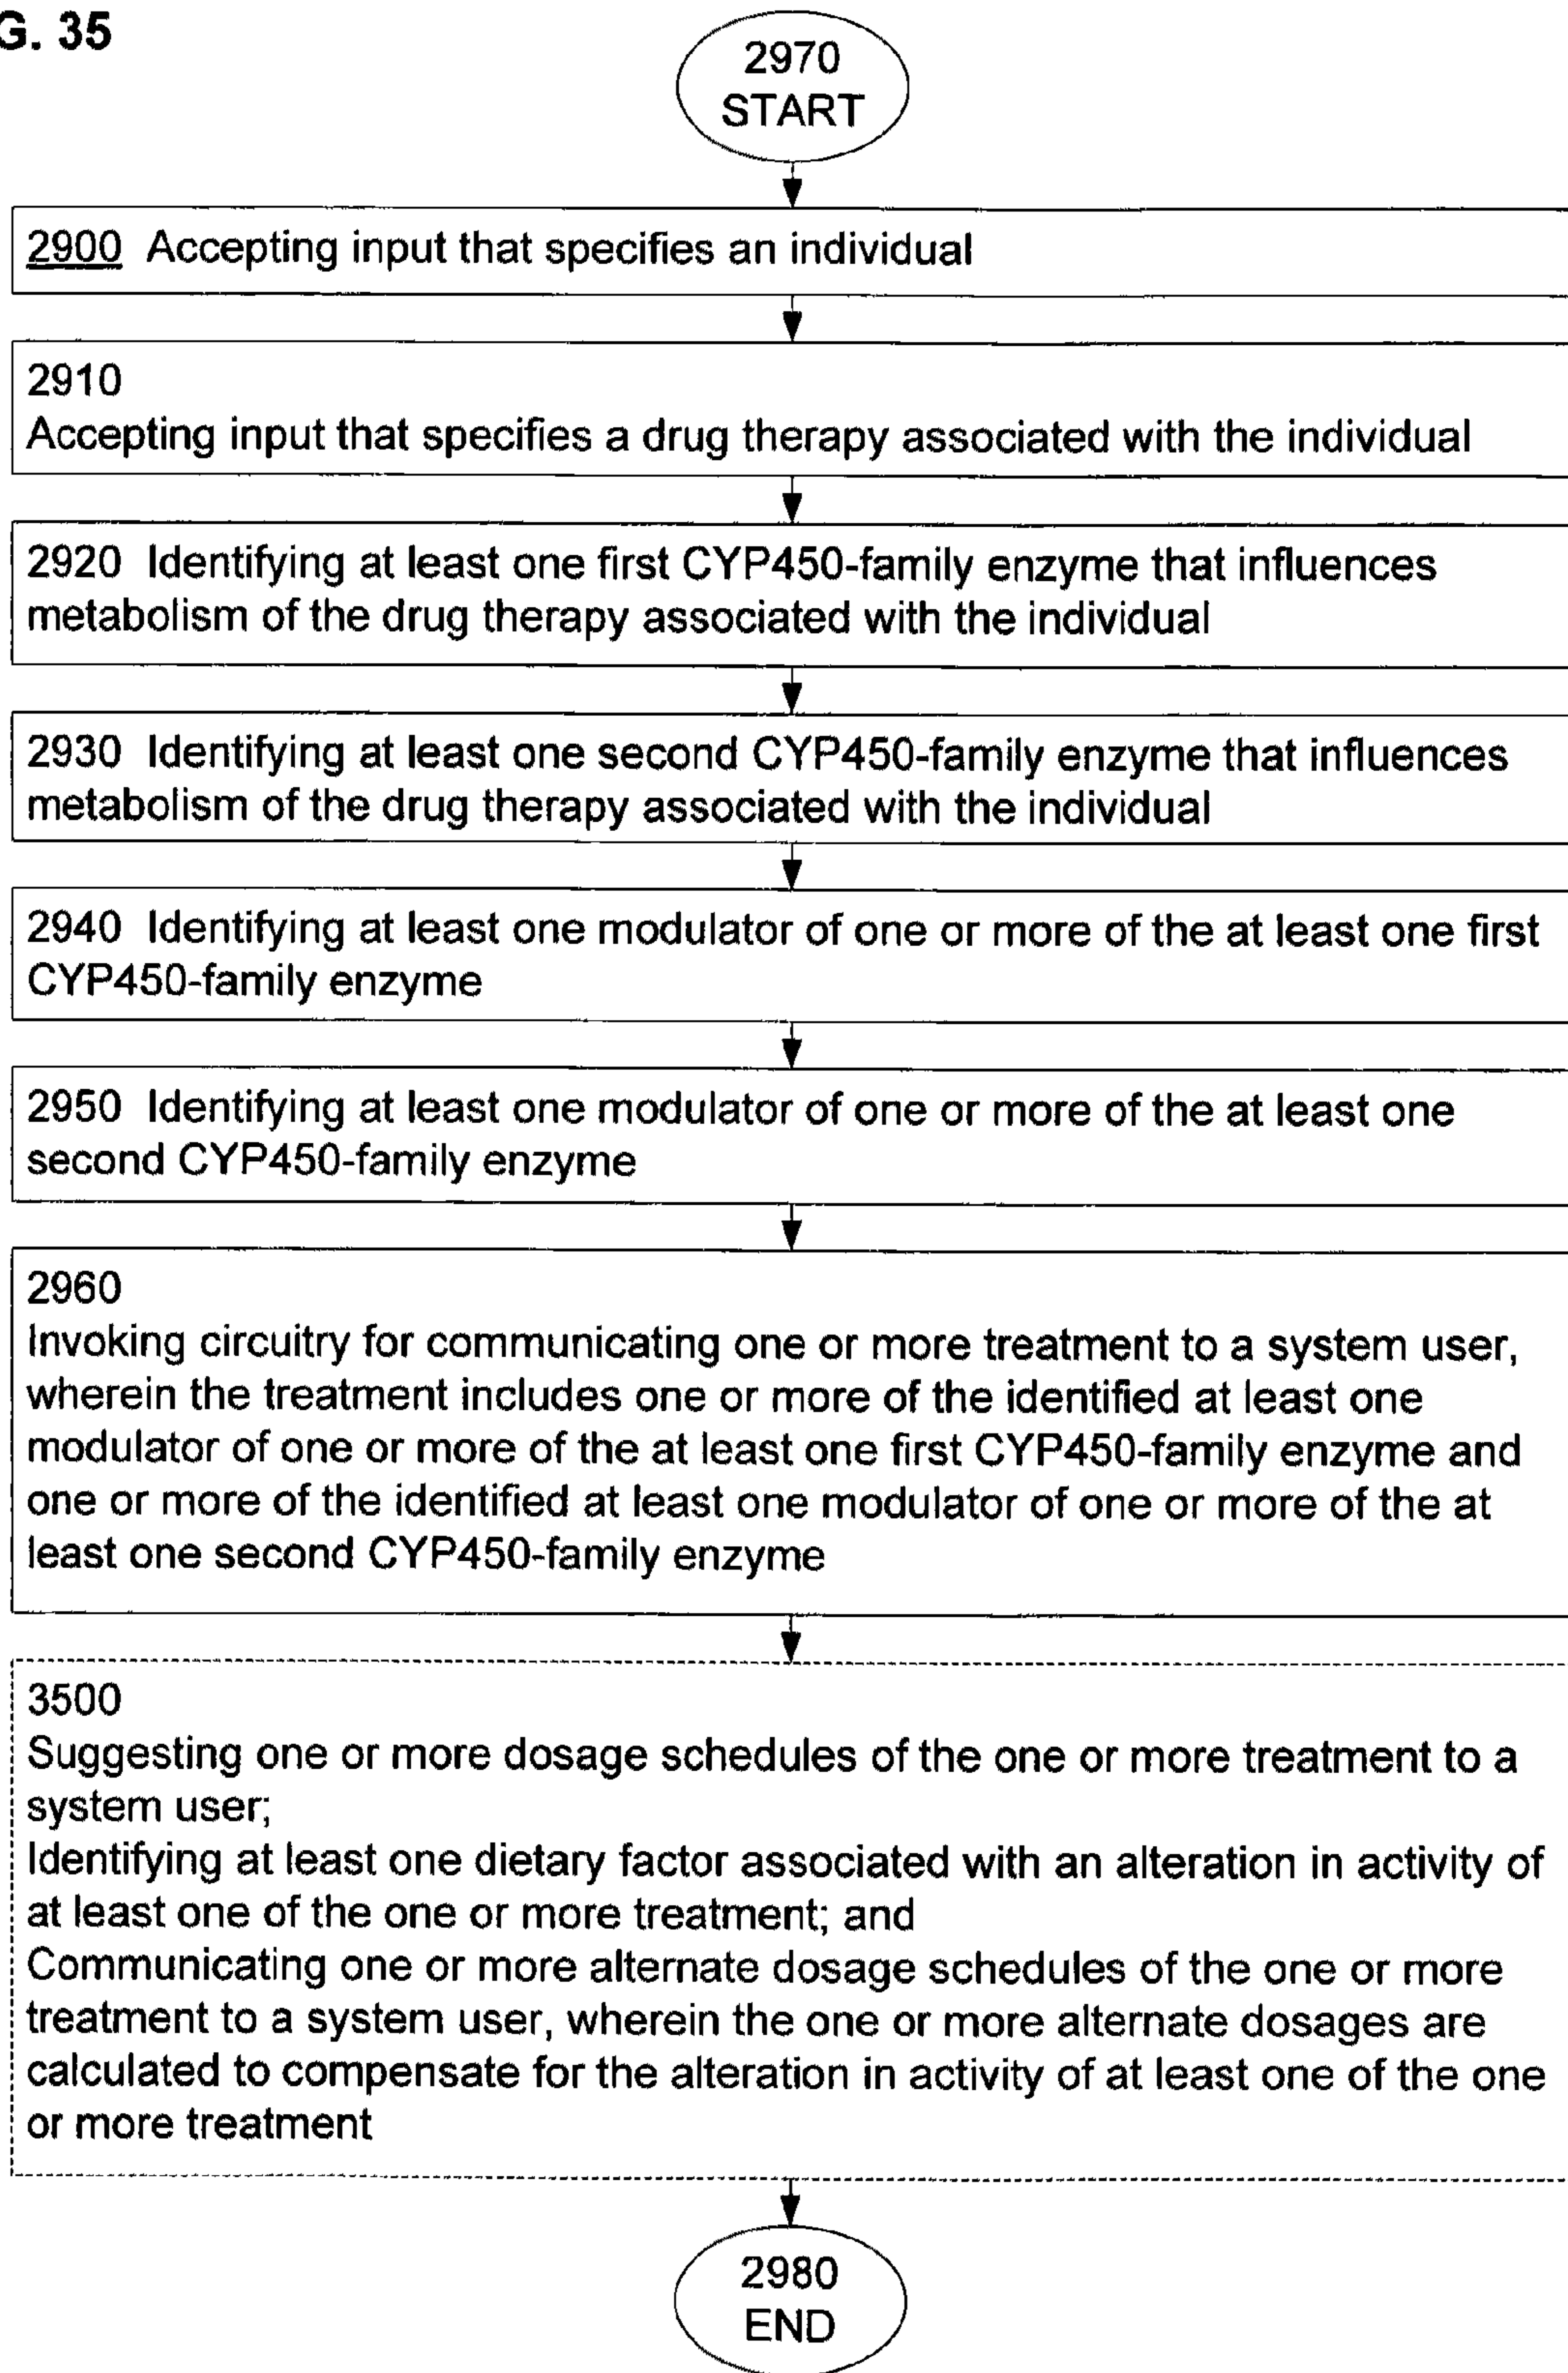 G. 35
2970
START
2900 Accepting input that specifies an individual
2910
Accepting input that specifies a drug therapy associated with the individual
2920 Identifying at least one first CYP450-family enzyme that influences
metabolism of the drug therapy associated with the individual
2930 Identifying at least one second CYP450-family enzyme that influences
metabolism of the drug therapy associated with the individual
2940 Identifying at least one modulator of one or more of the at least one first
CYP450-family enzyme
2950 Identifying at least one modulator of one or more of the at least one
second CYP450-family enzyme
2960
Invoking circuitry for communicating one or more treatment to a system user,
wherein the treatment includes one or more of the identified at least one
modulator of one or more of the at least one first CYP450-family enzyme and
one or more of the identified at least one modulator of one or more of the at
least one second CYP450-family enzyme
3500
Suggesting one or more dosage schedules of the one or more treatment to a
system user;
Identifying at least one dietary factor associated with an alteration in activity of
at least one of the one or more treatment; and
Communicating one or more alternate dosage schedules of the one or more
treatment to a system user, wherein the one or more alternate dosages are
calculated to compensate for the alteration in activity of at least one of the one
or more treatment
2980
END